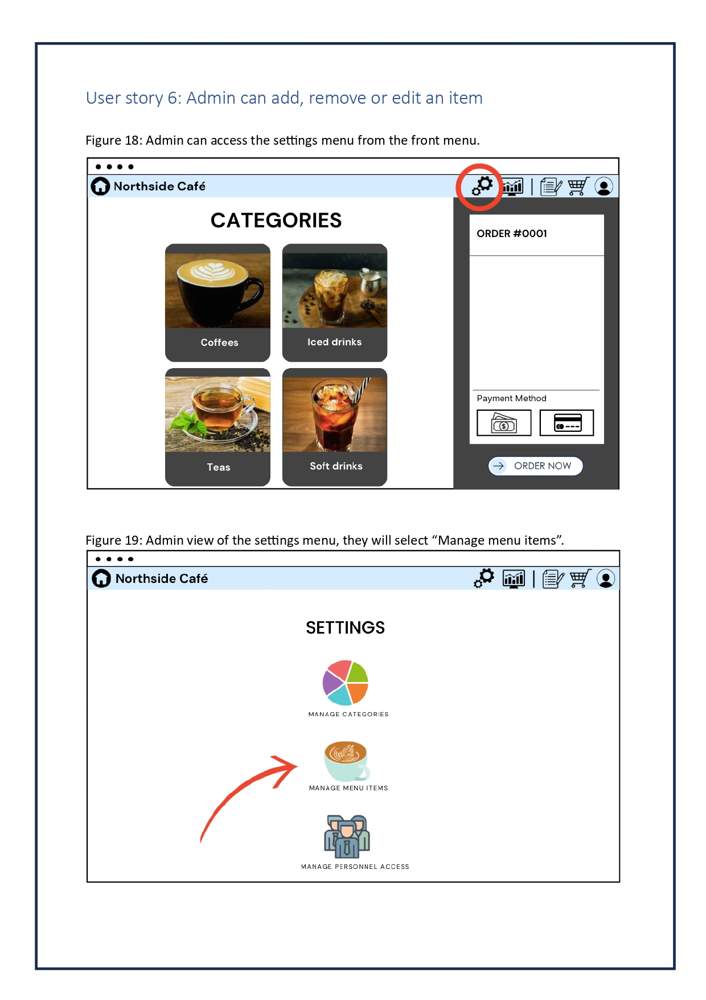 User story 6: Admin can add, remove or edit an item
Figure 18: Admin can access the settings menu from the front menu.
Northside Café
CATEGORIES
ORDER #0001
Coffees
Iced drinks
Payment Method
Teas
Soft drinks
ORDER NOW
Figure 19: Admin view of the settings menu, they will select “Manage menu items”.
Northside Café
SETTINGS
MANAGE CATEGORIES
MANAGE MENU ITEMS
MANAGE PERSONNEL ACCESS